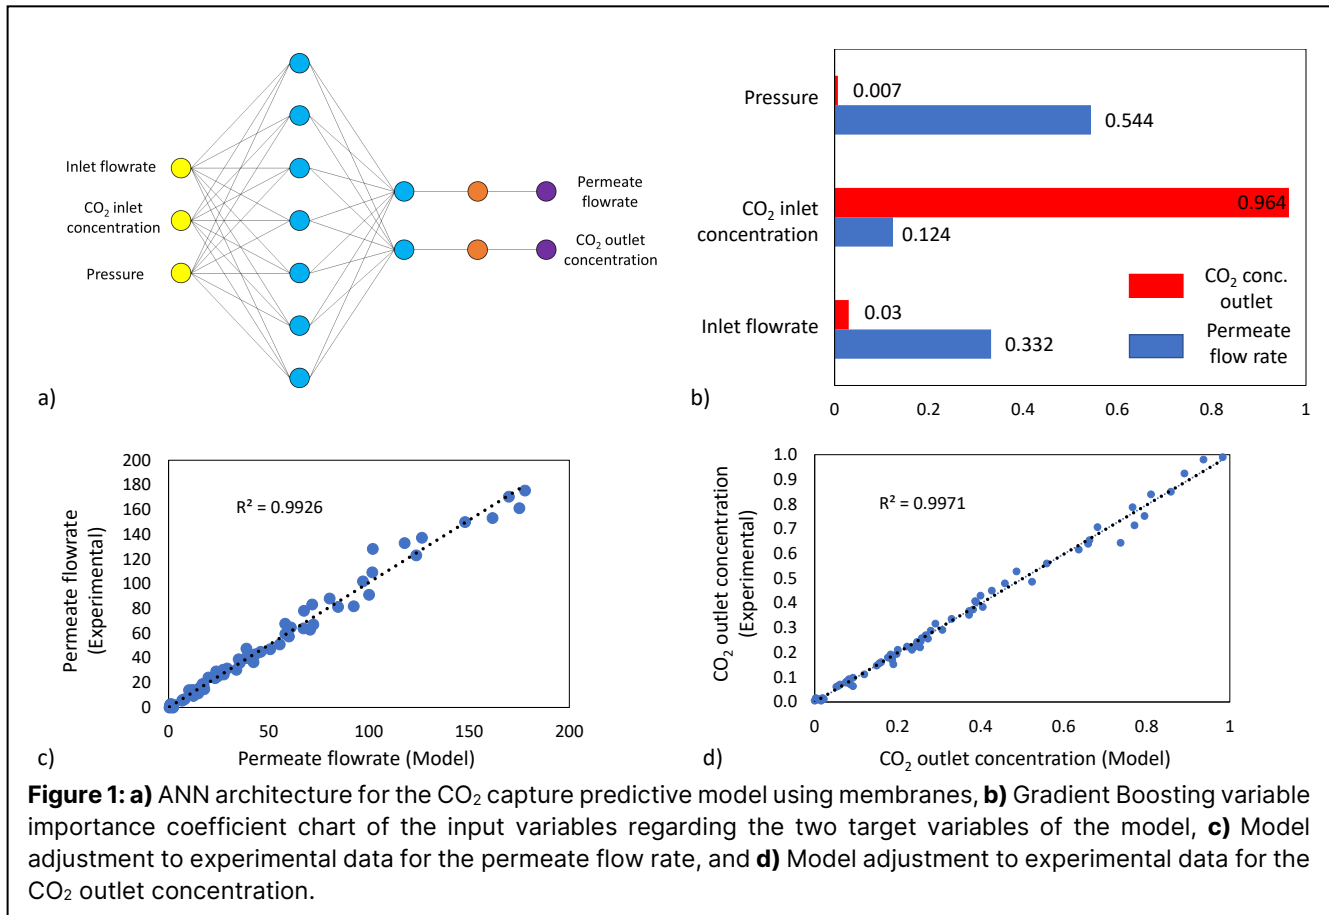 Inlet flowrate
CO₂ inlet
concentration
Pressure
Permeate
flowrate
CO₂ outlet
concentration
a)
Pressure
0.007
0.544
CO₂ inlet
concentration
0.964
0.124
Inlet flowrate
0.03
0.332
CO₂ conc.
outlet
Permeate
flow rate
0 0.2 0.4 0.6 0.8 1
b)
Permeate flowrate
(Experimental)
200
180
160
140
120
100
80
60
40
20
0
R² = 0.9926
0 50 100 150 200
Permeate flowrate (Model)
c)
CO₂ outlet concentration
(Experimental)
1.0
0.9
0.8
0.7
0.6
0.5
0.4
0.3
0.2
0.1
0.0
R² = 0.9971
0 0.2 0.4 0.6 0.8 1
CO₂ outlet concentration (Model)
d)
Figure 1: a) ANN architecture for the CO₂ capture predictive model using membranes, b) Gradient Boosting variable
importance coefficient chart of the input variables regarding the two target variables of the model, c) Model
adjustment to experimental data for the permeate flow rate, and d) Model adjustment to experimental data for the
CO₂ outlet concentration.